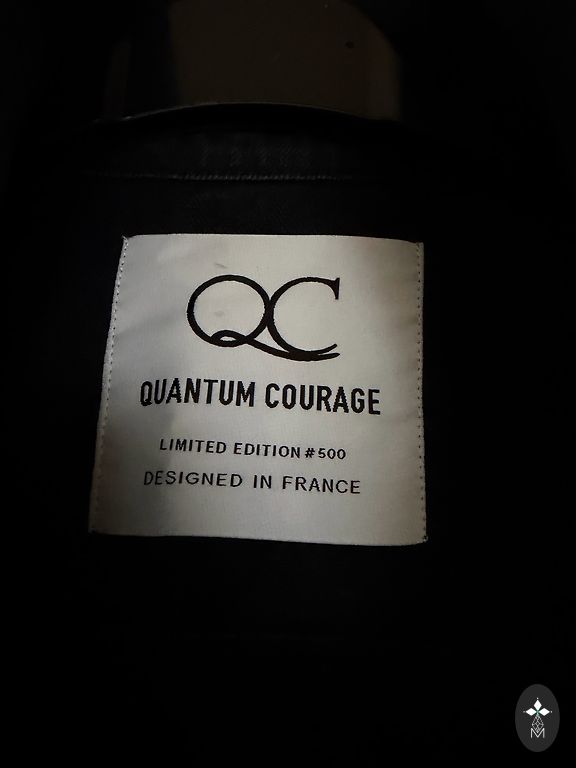 QC
QUANTUM COURAGE
LIMITED EDITION #500
DESIGNED IN FRANCE
M